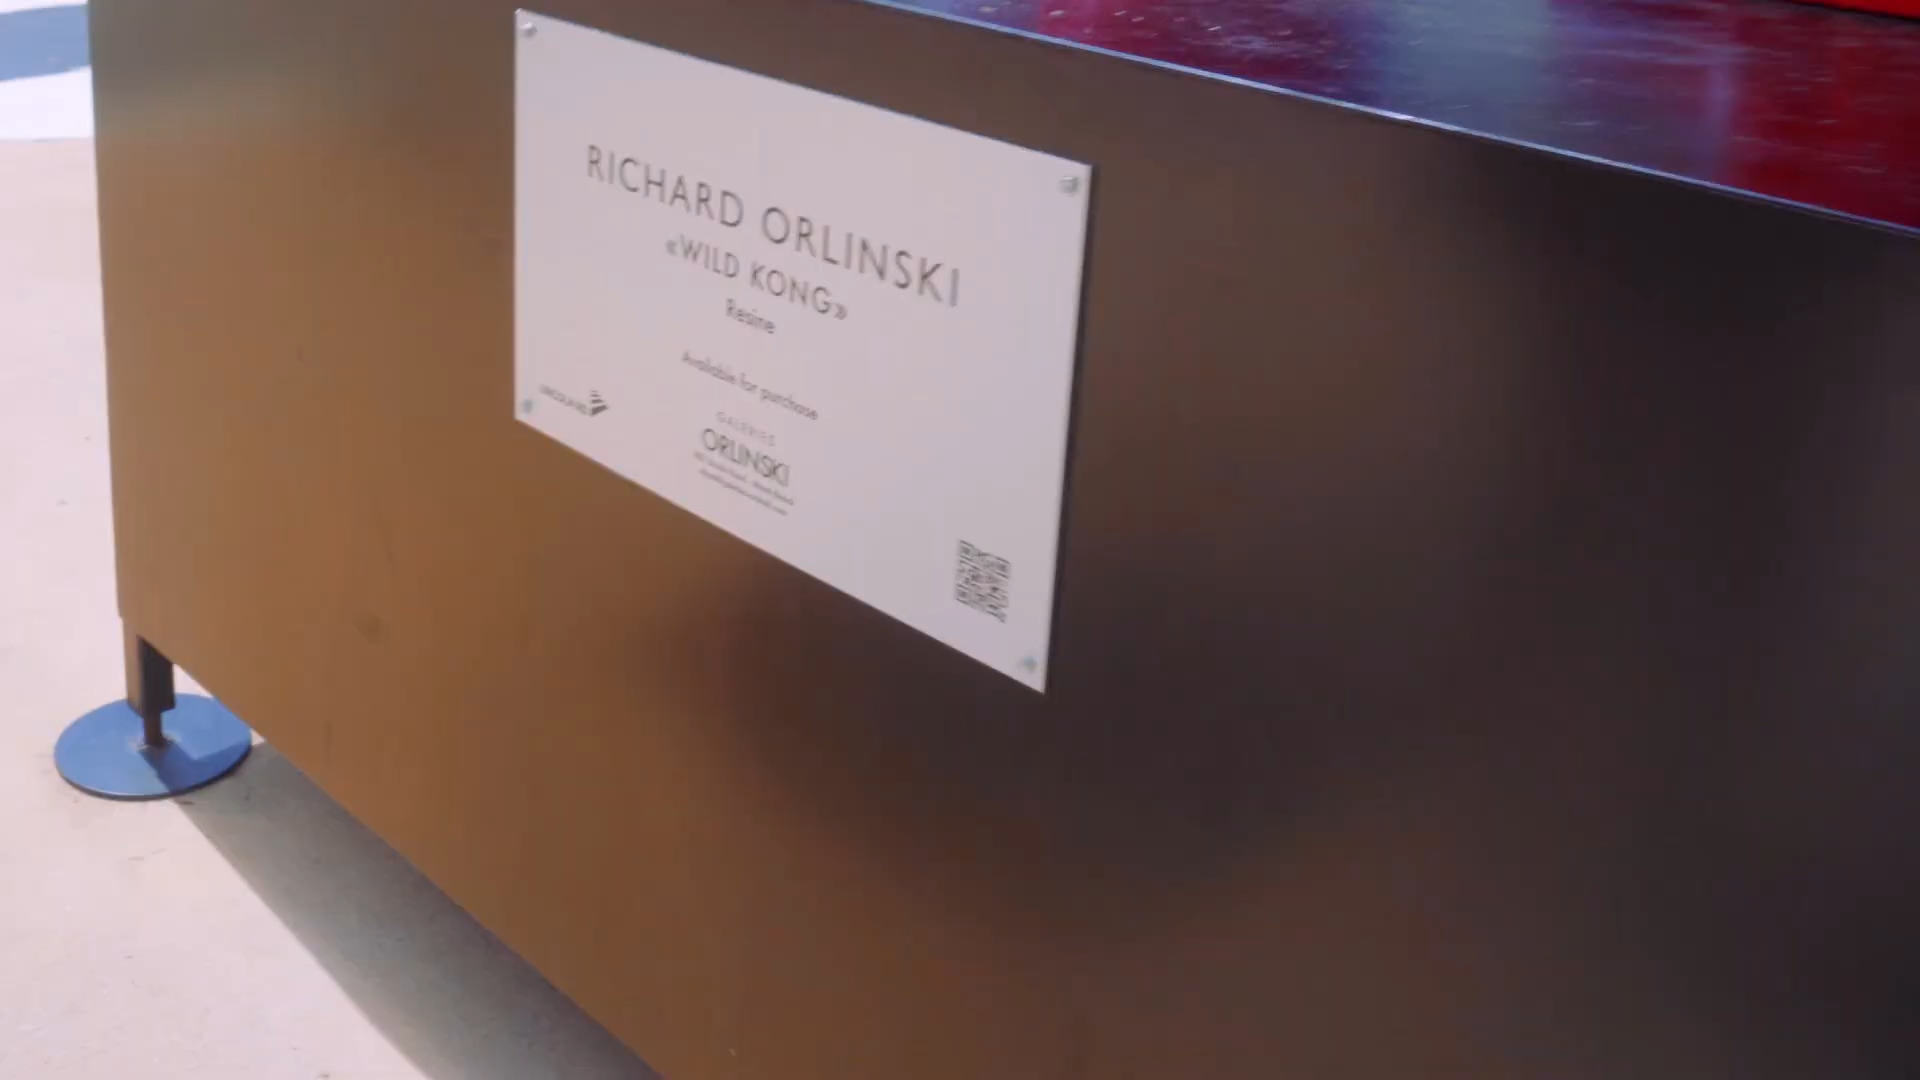 RICHARD ORLINSKI
«WILD KONG»
Resine
Available for purchase
GALERIES
ORLINSKI